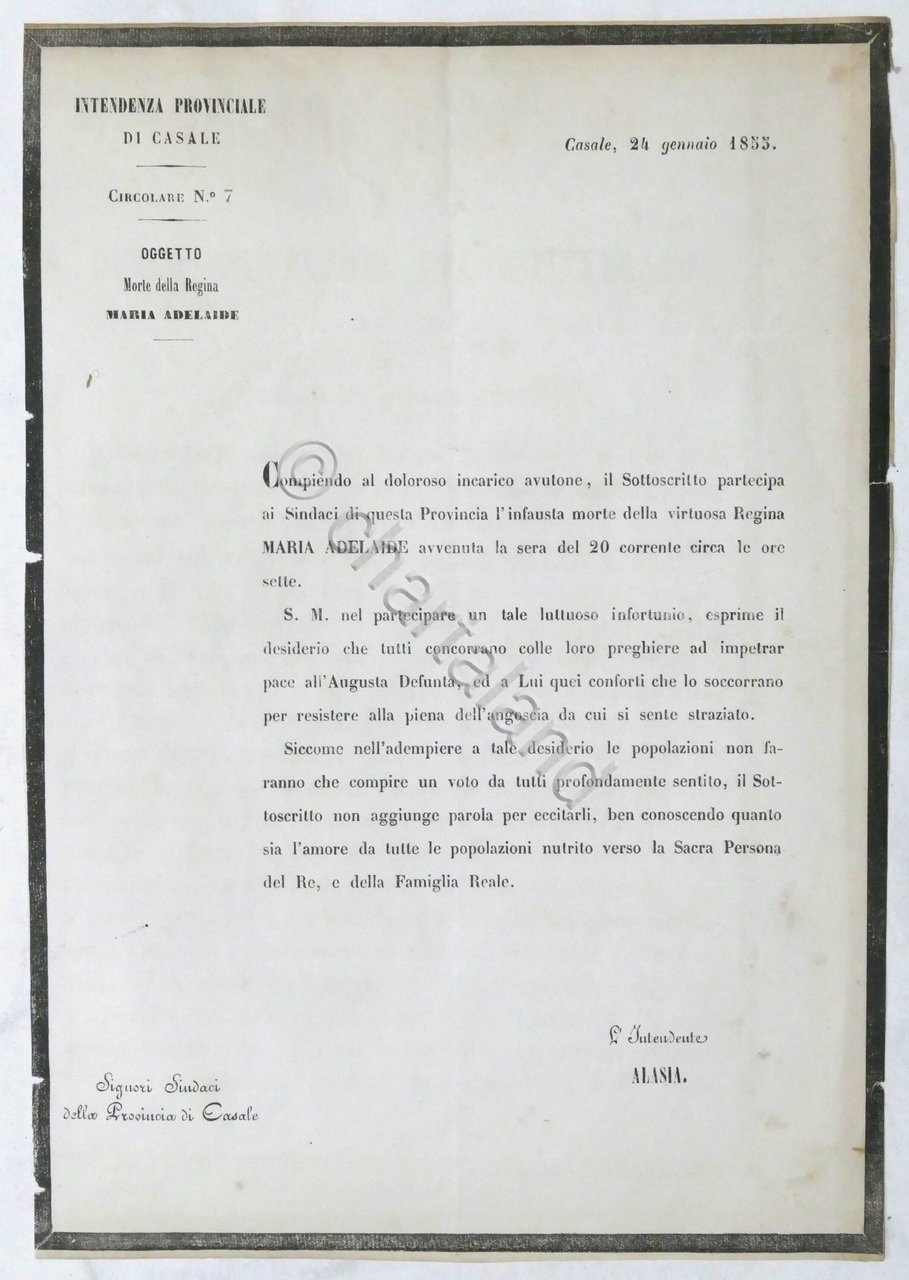 INTENDENZA PROVINCIALE
DI CASALE
CIRCOLARE N.º 7
OGGETTO
Morte della Regina
MARIA ADELAIDE
Casale, 24 gennaio 1855.
Compiendo al doloroso incarico avutone, il Sottoscritto partecipa
ai Sindaci di questa Provincia l'infausta morte della virtuosa Regina
MARIA ADELAIDE avvenuta la sera del 20 corrente circa le ore
sette.
S. M. nel partecipare un tale luttuoso infortunio, esprime il
desiderio che tutti concorrano colle loro preghiere ad impetrar
pace all'Augusta Defunta, ed a Lui quei conforti che lo soccorrano
per resistere alla piena dell'angoscia da cui si sente straziato.
Siccome nell'adempiere a tale desiderio le popolazioni non fa-
ranno che compire un voto da tutti profondamente sentito, il Sot-
toscritto non aggiunge parola per eccitarli, ben conoscendo quanto
sia l'amore da tutte le popolazioni nutrito verso la Sacra Persona
del Re, e della Famiglia Reale.
L'Intendente
ALASIA.
Signori Sindaci
della Provincia di Casale
© chartaland